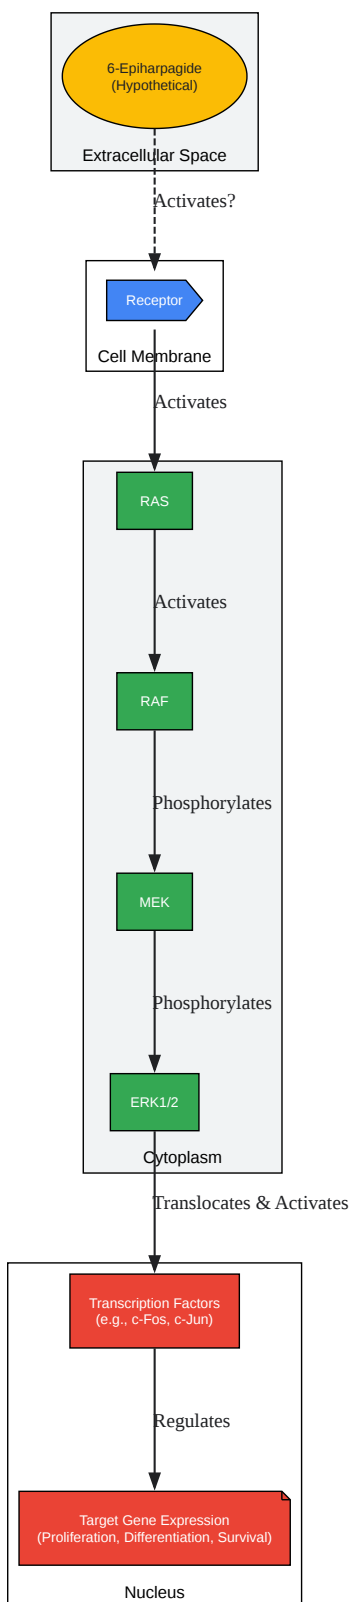 6-Epiharpagide
(Hypothetical)
Extracellular Space
Activates?
Receptor
Cell Membrane
Activates
RAS
Activates
RAF
Phosphorylates
MEK
Phosphorylates
ERK1/2
Cytoplasm
Translocates & Activates
Transcription Factors
(e.g., c-Fos, c-Jun)
Regulates
Target Gene Expression
(Proliferation, Differentiation, Survival)
Nucleus